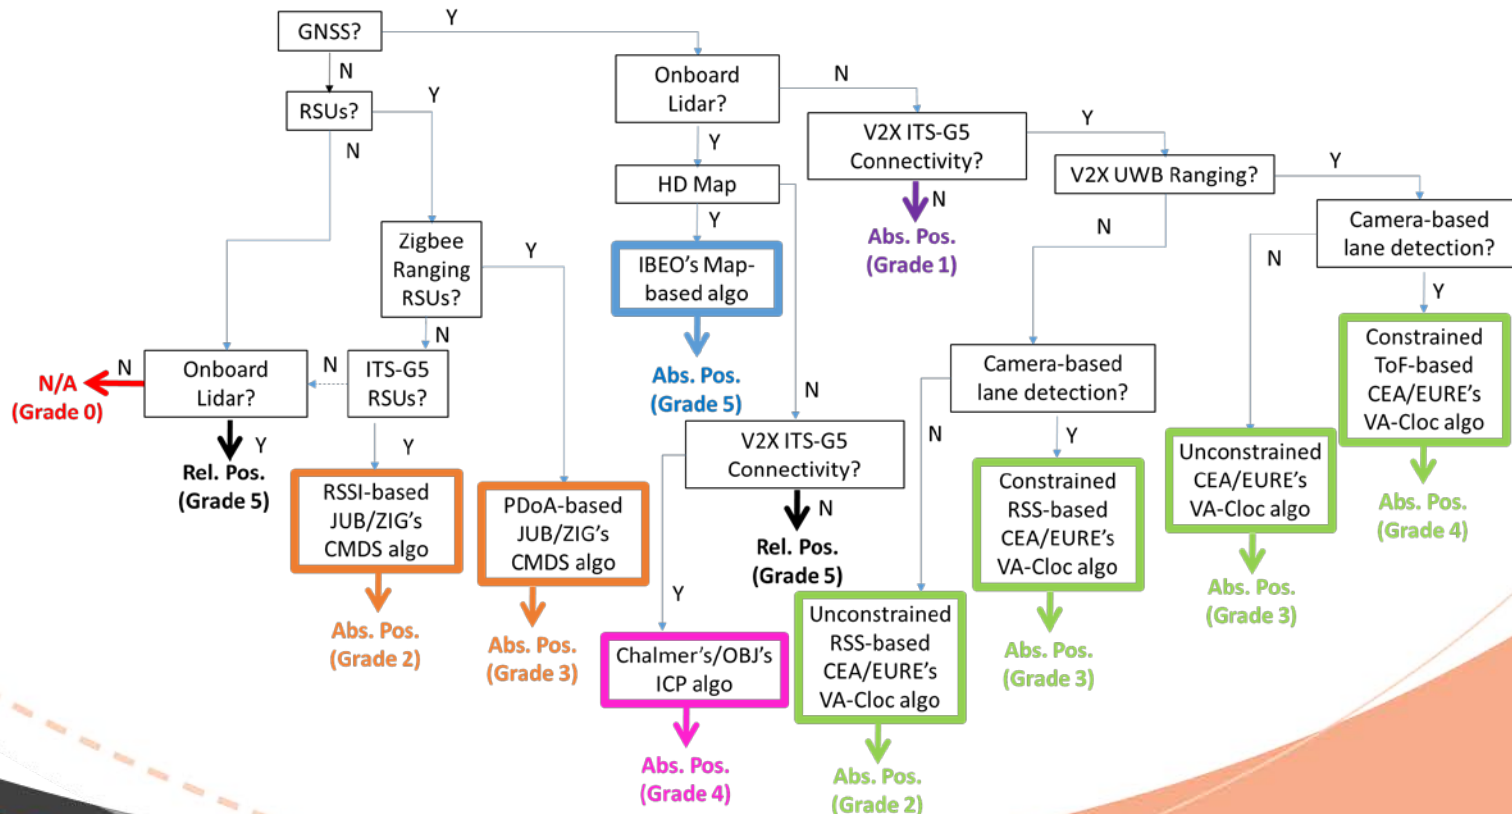 GNSS?
Y
N
Onboard
Lidar?
N
RSUs?
Y
N
Y
V2X ITS-G5
Connectivity?
Y
N
V2X UWB Ranging?
Y
N
HD Map
Y
N
Abs. Pos.
(Grade 1)
Camera-based
lane detection?
N
Y
Zigbee
Ranging
RSUs?
Y
N
IBEO's Map-
based algo
Abs. Pos.
(Grade 5)
Constrained
ToF-based
CEA/EURE's
VA-Cloc algo
Abs. Pos.
(Grade 4)
N/A
(Grade 0)
N
Onboard
Lidar?
Y
N
ITS-G5
RSUs?
Y
Rel. Pos.
(Grade 5)
Camera-based
lane detection?
N
Y
V2X ITS-G5
Connectivity?
Y
N
Rel. Pos.
(Grade 5)
Unconstrained
CEA/EURE's
VA-Cloc algo
Abs. Pos.
(Grade 3)
RSSI-based
JUB/ZIG's
CMDS algo
Abs. Pos.
(Grade 2)
PDoA-based
JUB/ZIG's
CMDS algo
Abs. Pos.
(Grade 3)
Constrained
RSS-based
CEA/EURE's
VA-Cloc algo
Abs. Pos.
(Grade 3)
Chalmer's/OBJ's
ICP algo
Abs. Pos.
(Grade 4)
Unconstrained
RSS-based
CEA/EURE's
VA-Cloc algo
Abs. Pos.
(Grade 2)